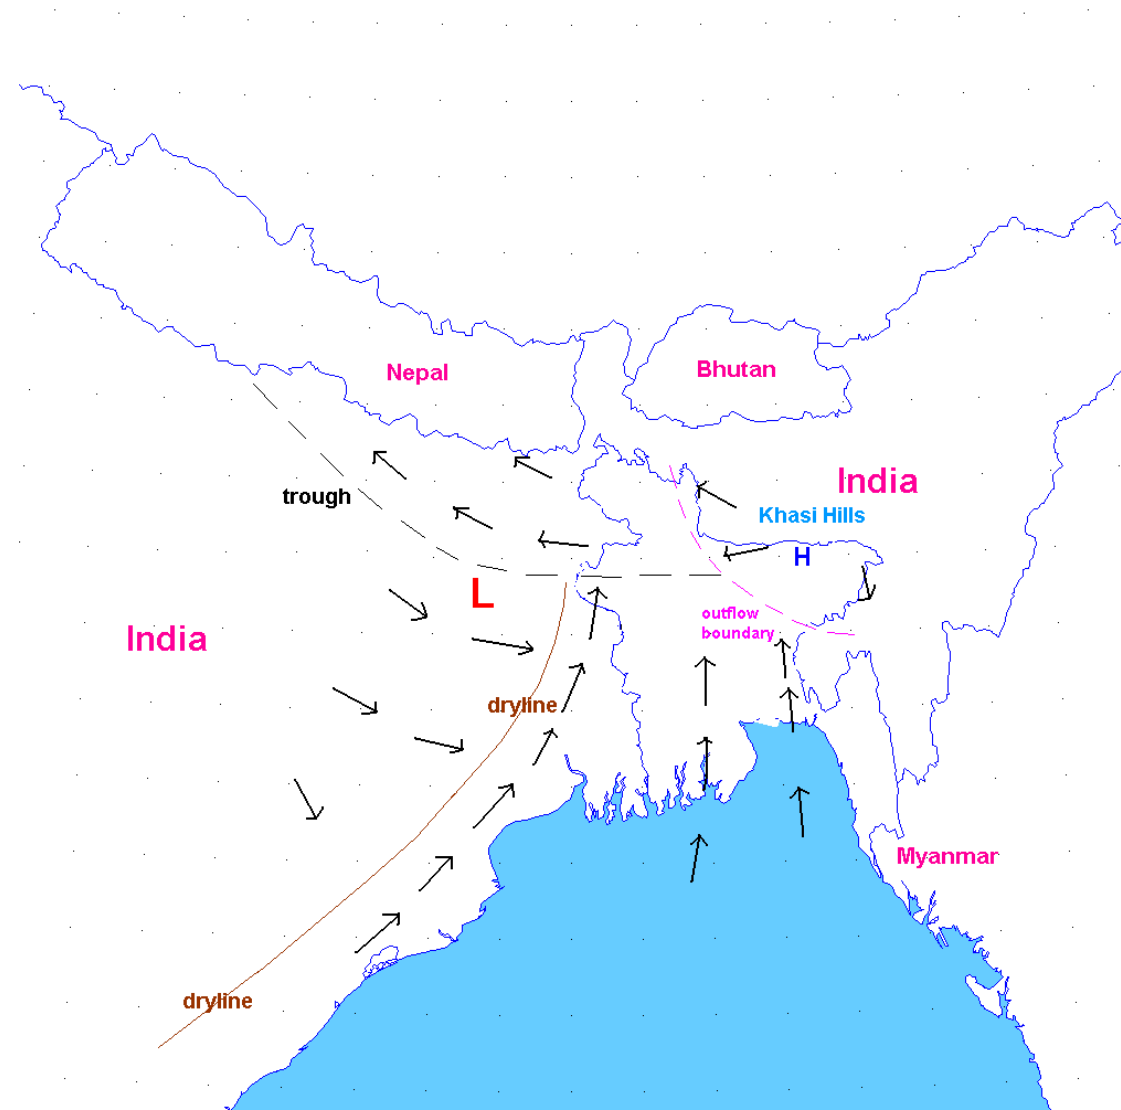 Nepal
Bhutan
India
trough
Khasi Hills
H
L
outflow
boundary
India
dryline
Myanmar
dryline